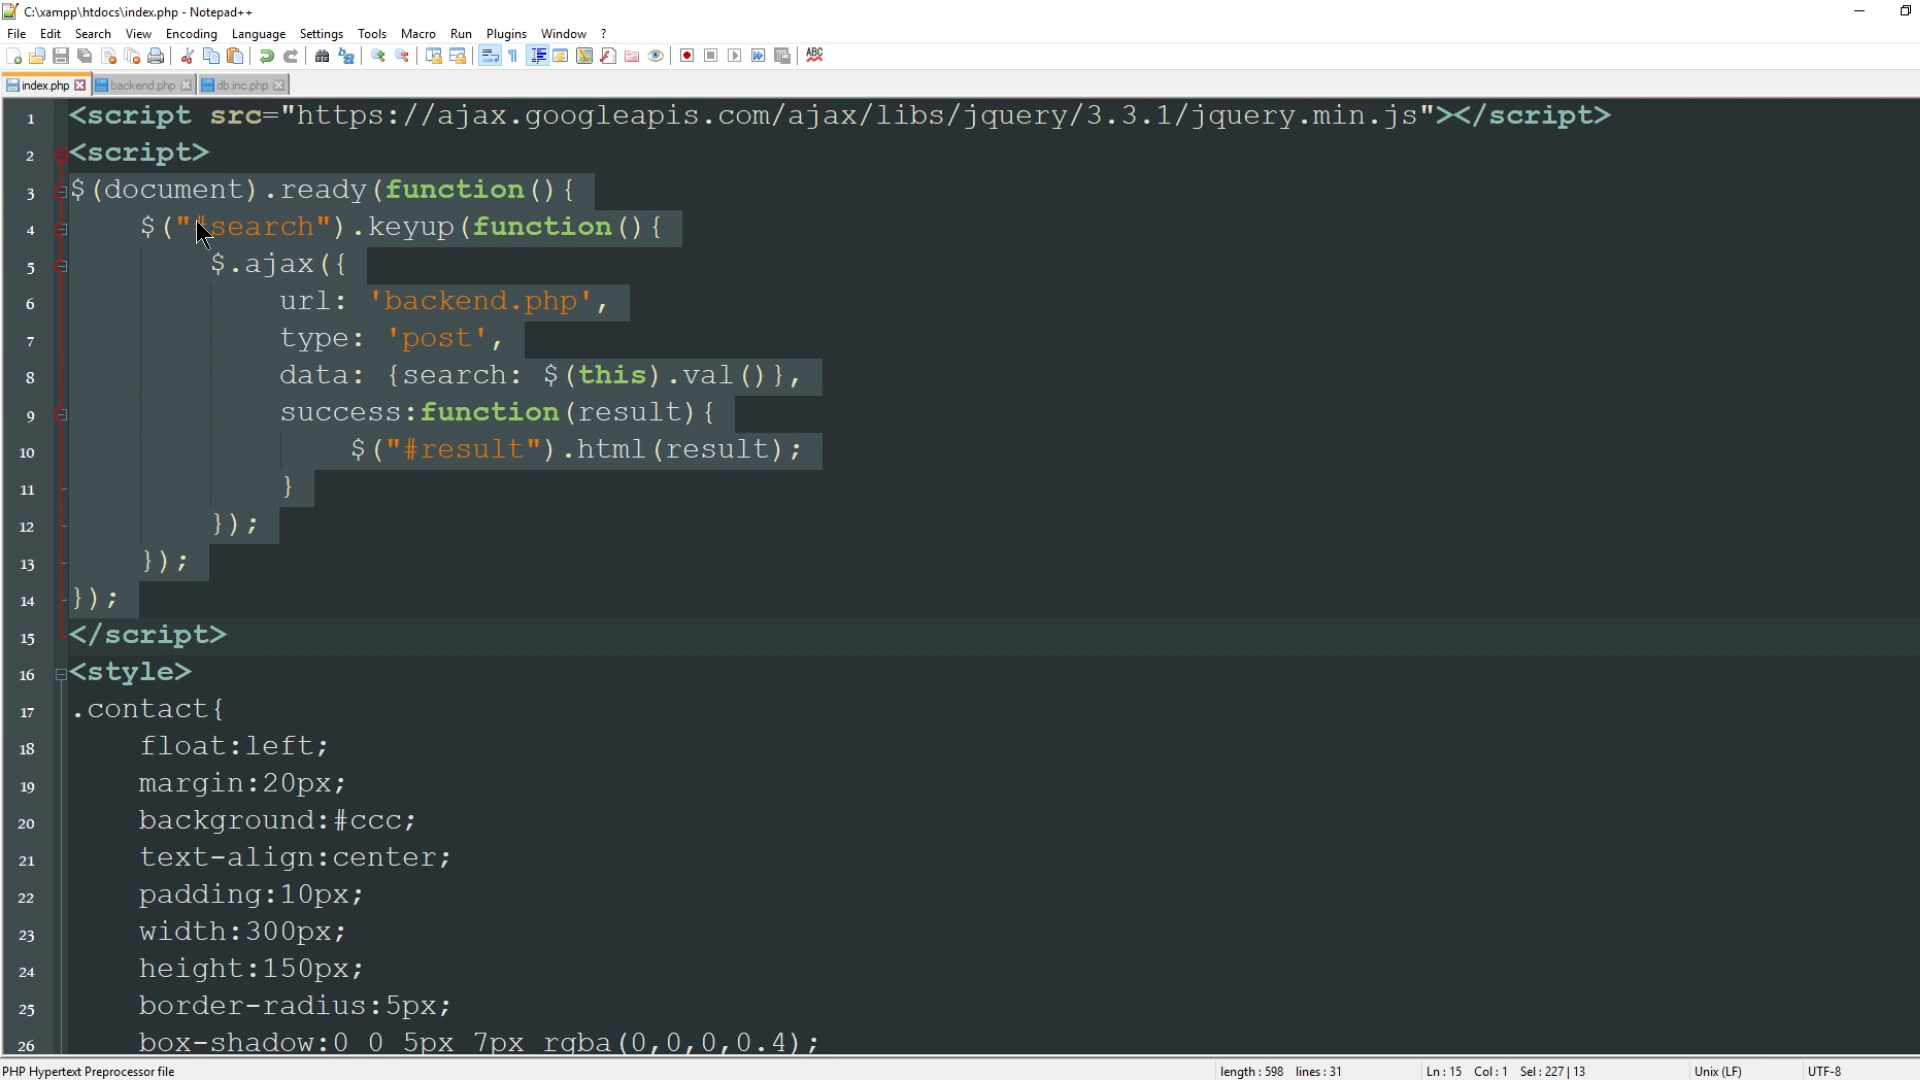 C:\xampp\htdocs\index.php - Notepad++
File Edit Search View Encoding Language Settings Tools Macro Run Plugins Window ?
ABC
index.php backend.php db.inc.php
1 <script src="https://ajax.googleapis.com/ajax/libs/jquery/3.3.1/jquery.min.js"></script>
2 <script>
3 $(document).ready(function(){
4 $("#search").keyup(function(){
5 $.ajax({
6 url: 'backend.php',
7 type: 'post',
8 data: {search: $(this).val()},
9 success:function(result){
10 $("#result").html(result);
11 }
12 });
13 });
14 });
15 </script>
16 <style>
17 .contact{
18 float:left;
19 margin:20px;
20 background:#ccc;
21 text-align:center;
22 padding:10px;
23 width:300px;
24 height:150px;
25 border-radius:5px;
26 box-shadow:0 0 5px 7px rgba(0,0,0,0.4);
PHP Hypertext Preprocessor file length : 598 lines : 31 Ln : 15 Col : 1 Sel : 227 | 13 Unix (LF) UTF-8